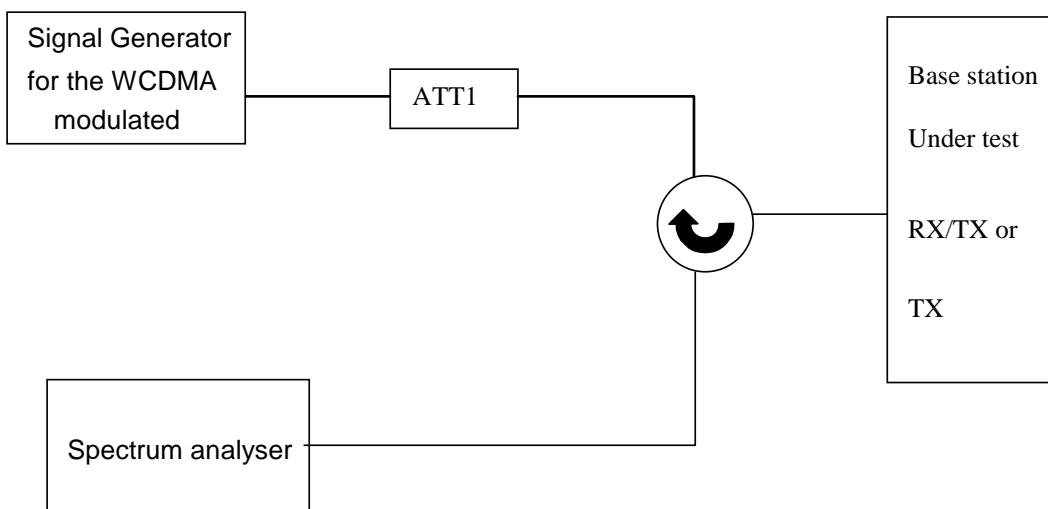 Signal Generator
for the WCDMA
modulated
ATT1
Base station
Under test
RX/TX or
TX
Spectrum analyser